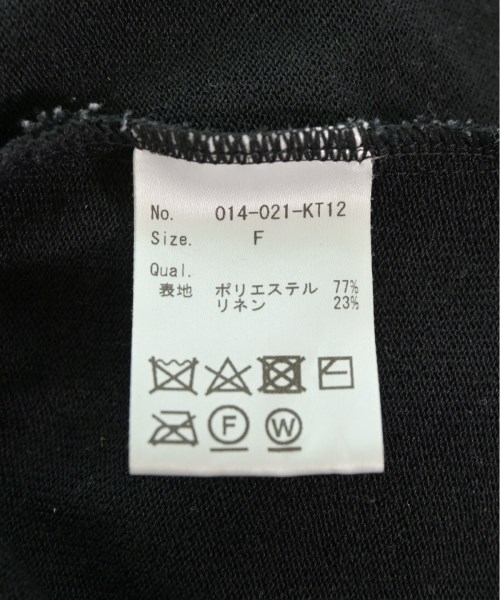 No. 014-021-KT12
Size. F
Qual.
表地 ポリエステル 77%
リネン 23%
F W